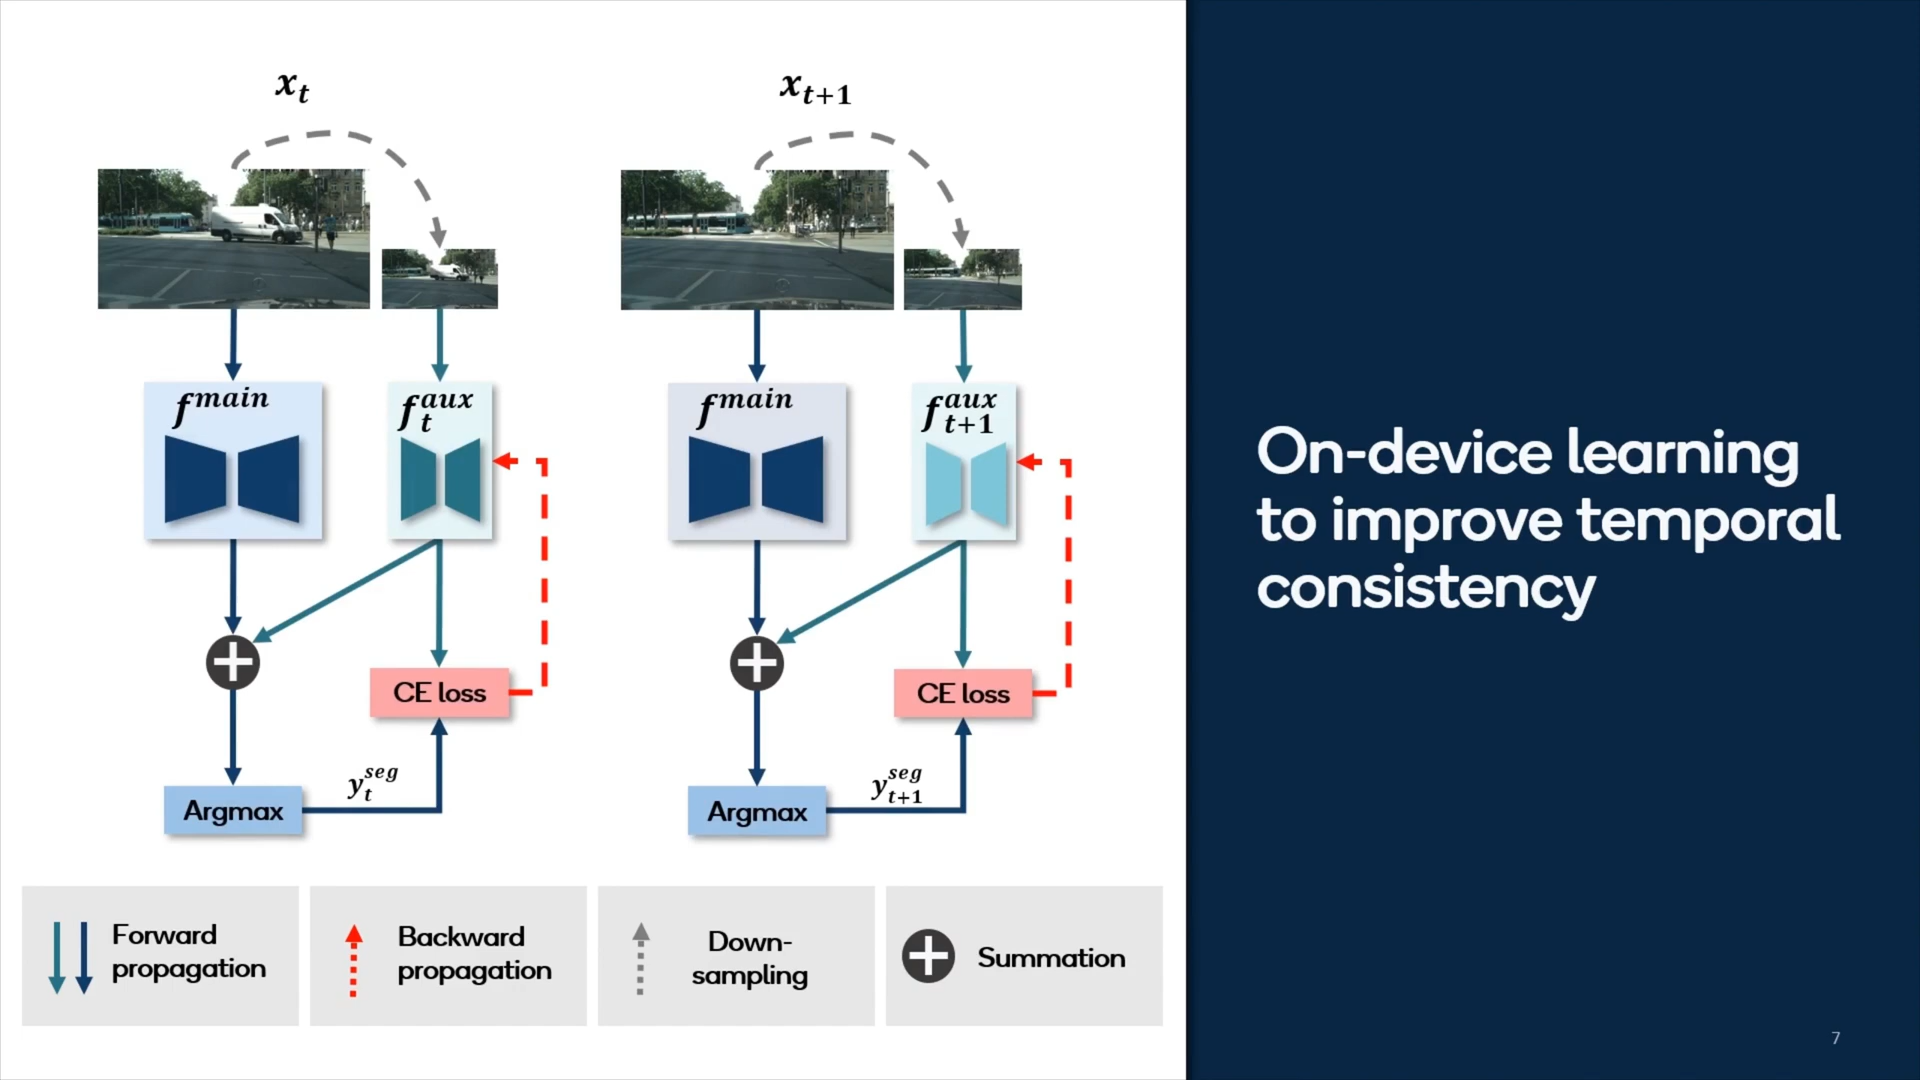 x_t
x_{t+1}
f^{main}
f_t^{aux}
f^{main}
f_{t+1}^{aux}
CE loss
CE loss
y_t^{seg}
y_{t+1}^{seg}
Argmax
Argmax
Forward
propagation
Backward
propagation
Down-
sampling
Summation
On-device learning
to improve temporal
consistency
7